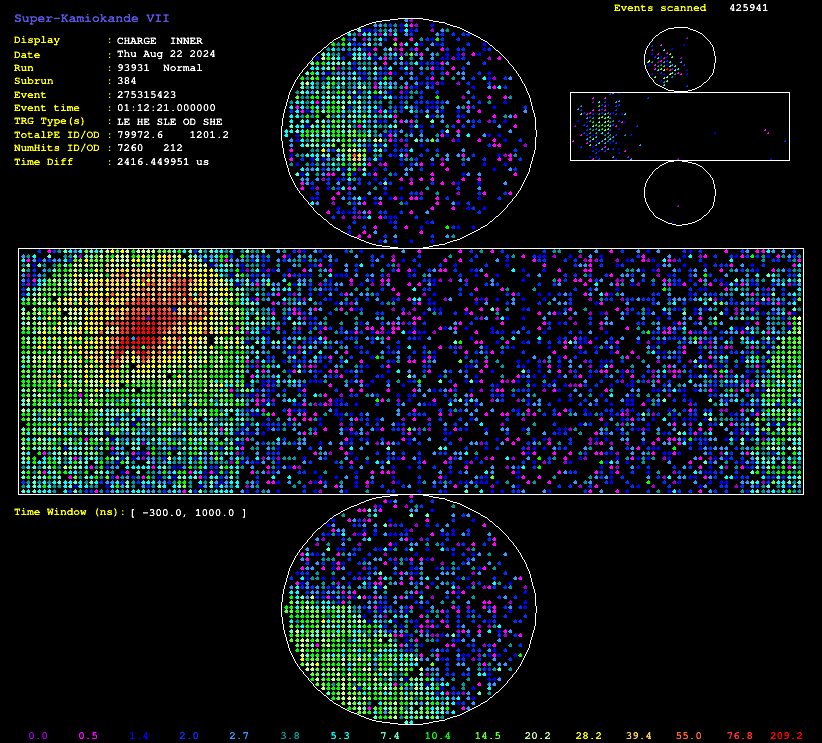 Super-Kamiokande VII
Events scanned 425941
Display : CHARGE INNER
Date : Thu Aug 22 2024
Run : 93931 Normal
Subrun : 384
Event : 275315423
Event time : 01:12:21.000000
TRG Type(s) : LE HE SLE OD SHE
TotalPE ID/OD : 79972.6 1201.2
NumHits ID/OD : 7260 212
Time Diff : 2416.449951 us
Time Window (ns): [ -300.0, 1000.0 ]
0.0 0.5 1.4 2.0 2.7 3.8 5.3 7.4 10.4 14.5 20.2 28.2 39.4 55.0 76.8 209.2